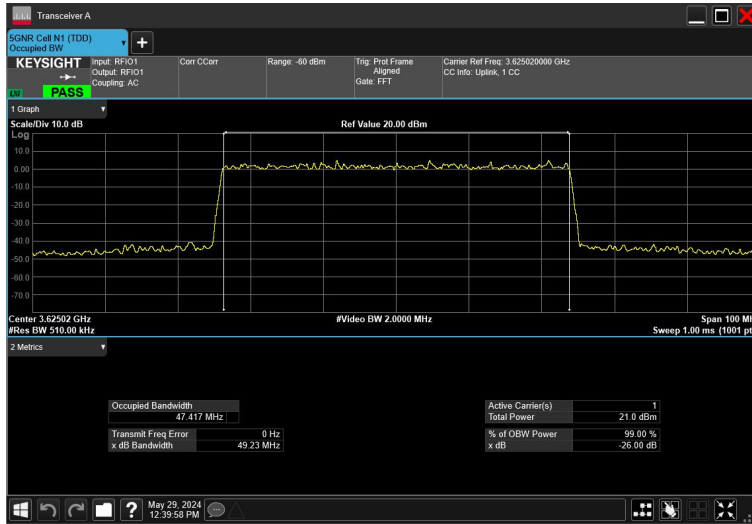 Transceiver A
5GNR Cell N1 (TDD)
Occupied BW
KEYSIGHT
PASS
Input: RFIO1
Output: RFIO1
Coupling: AC
Corr CCorr
Range: -60 dBm
Trig: Prot Frame
Aligned
Gate: FFT
Carrier Ref Freq: 3.625020000 GHz
CC Info: Uplink, 1 CC
1 Graph
Scale/Div 10.0 dB
Ref Value 20.00 dBm
Log
10.0
0.00
-10.0
-20.0
-30.0
-40.0
-50.0
-60.0
-70.0
Center 3.62502 GHz
#Video BW 2.0000 MHz
Span 100 MH
#Res BW 510.00 kHz
Sweep 1.00 ms (1001 pt
2 Metrics
Occupied Bandwidth
47.417 MHz
Transmit Freq Error 0 Hz
x dB Bandwidth 49.23 MHz
Active Carrier(s) 1
Total Power 21.0 dBm
% of OBW Power 99.00 %
x dB -26.00 dB
?
May 29, 2024
12:39:58 PM